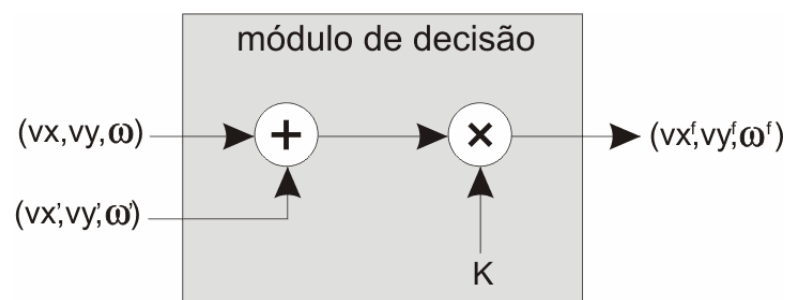 módulo de decisão
(vx,vy,ω)
+
×
(vxᶠ,vyᶠ,ωᶠ)
(vx',vy',ω')
K